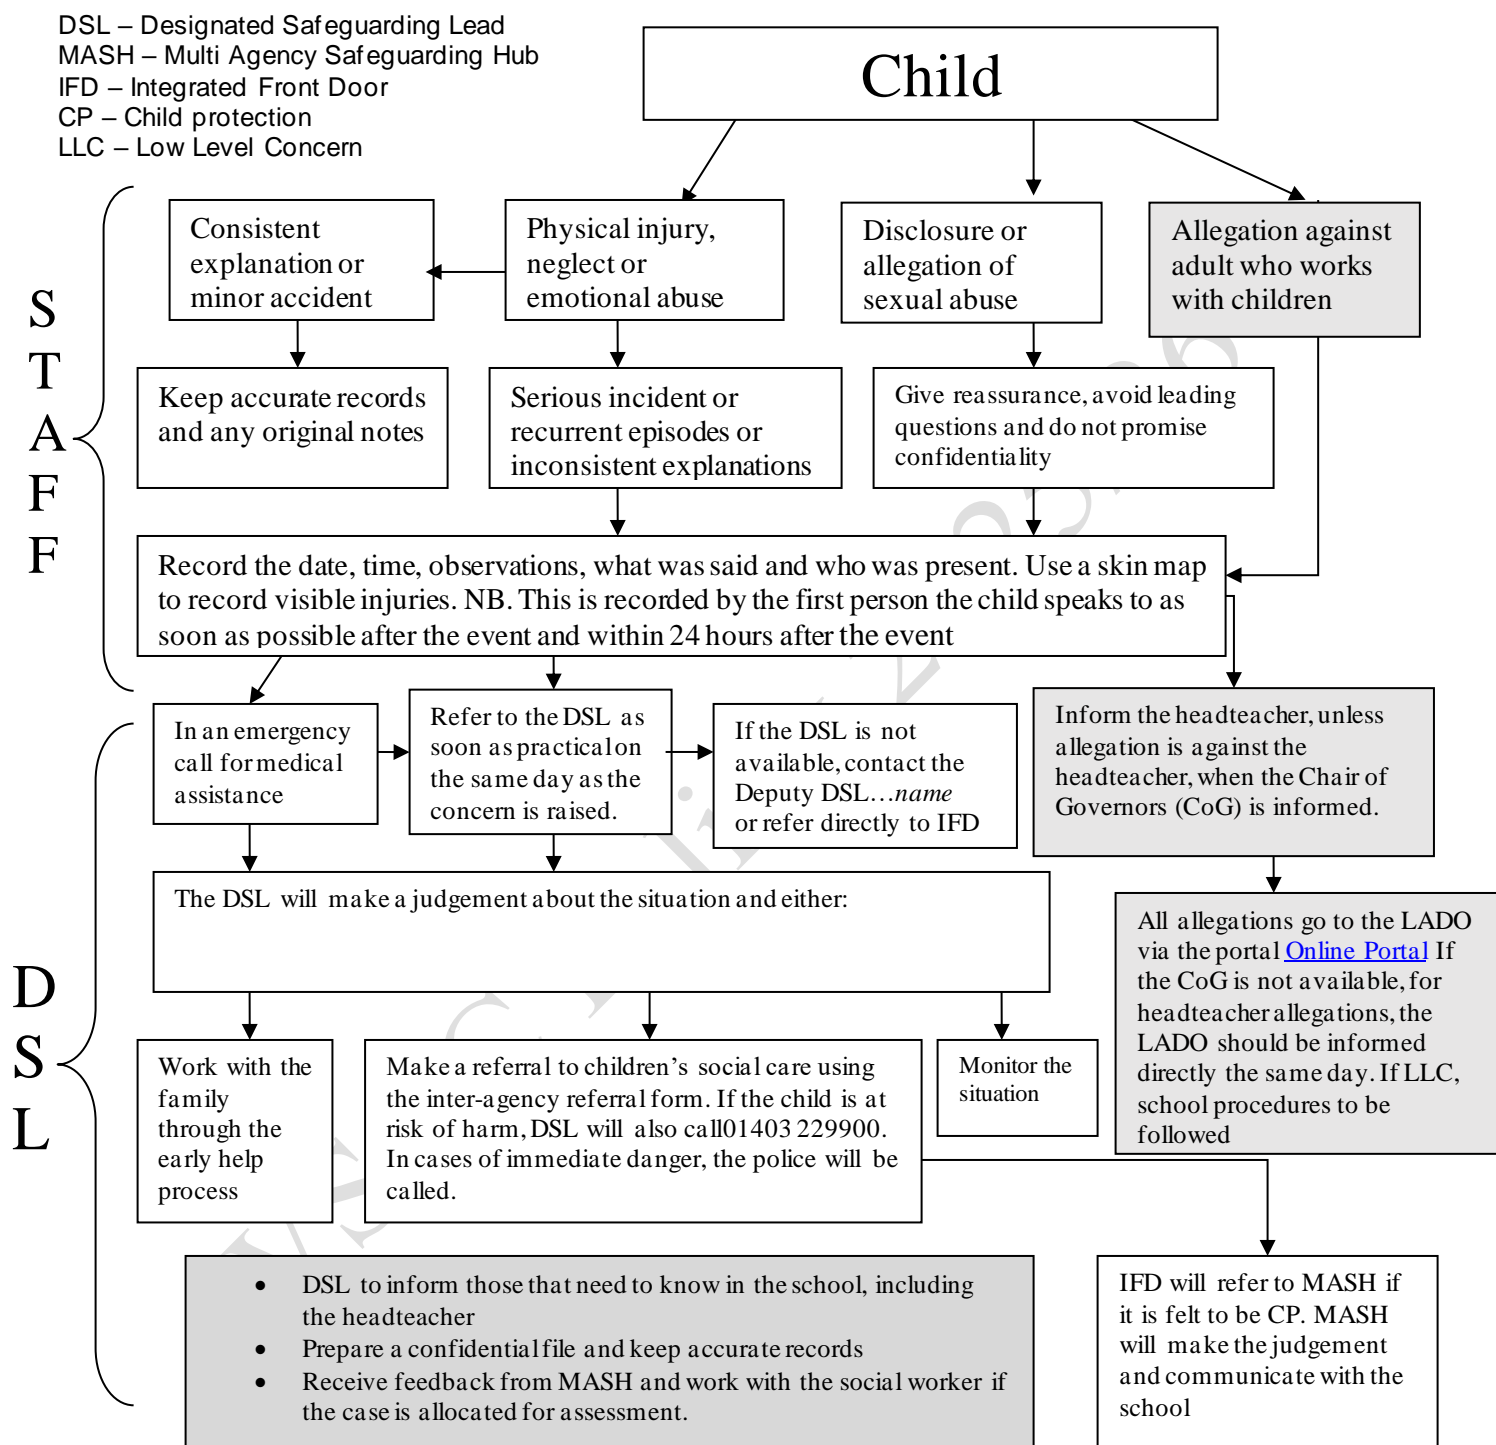 DSL – Designated Safeguarding Lead
MASH – Multi Agency Safeguarding Hub
IFD – Integrated Front Door
CP – Child protection
LLC – Low Level Concern
Child
STAFF
Consistent
explanation or
minor accident
Physical injury,
neglect or
emotional abuse
Disclosure or
allegation of
sexual abuse
Allegation against
adult who works
with children
Keep accurate records
and any original notes
Serious incident or
recurrent episodes or
inconsistent explanations
Give reassurance, avoid leading
questions and do not promise
confidentiality
Record the date, time, observations, what was said and who was present. Use a skin map
to record visible injuries. NB. This is recorded by the first person the child speaks to as
soon as possible after the event and within 24 hours after the event
DSL
In an emergency
call for medical
assistance
Refer to the DSL as
soon as practical on
the same day as the
concern is raised.
If the DSL is not
available, contact the
Deputy DSL…name
or refer directly to IFD
Inform the headteacher, unless
allegation is against the
headteacher, when the Chair of
Governors (CoG) is informed.
The DSL will make a judgement about the situation and either:
All allegations go to the LADO
via the portal Online Portal If
the CoG is not available, for
headteacher allegations, the
LADO should be informed
directly the same day. If LLC,
school procedures to be
followed
Work with the
family
through the
early help
process
Make a referral to children’s social care using
the inter-agency referral form. If the child is at
risk of harm, DSL will also call01403 229900.
In cases of immediate danger, the police will be
called.
Monitor the
situation
• DSL to inform those that need to know in the school, including
the headteacher
• Prepare a confidential file and keep accurate records
• Receive feedback from MASH and work with the social worker if
the case is allocated for assessment.
IFD will refer to MASH if
it is felt to be CP. MASH
will make the judgement
and communicate with the
school